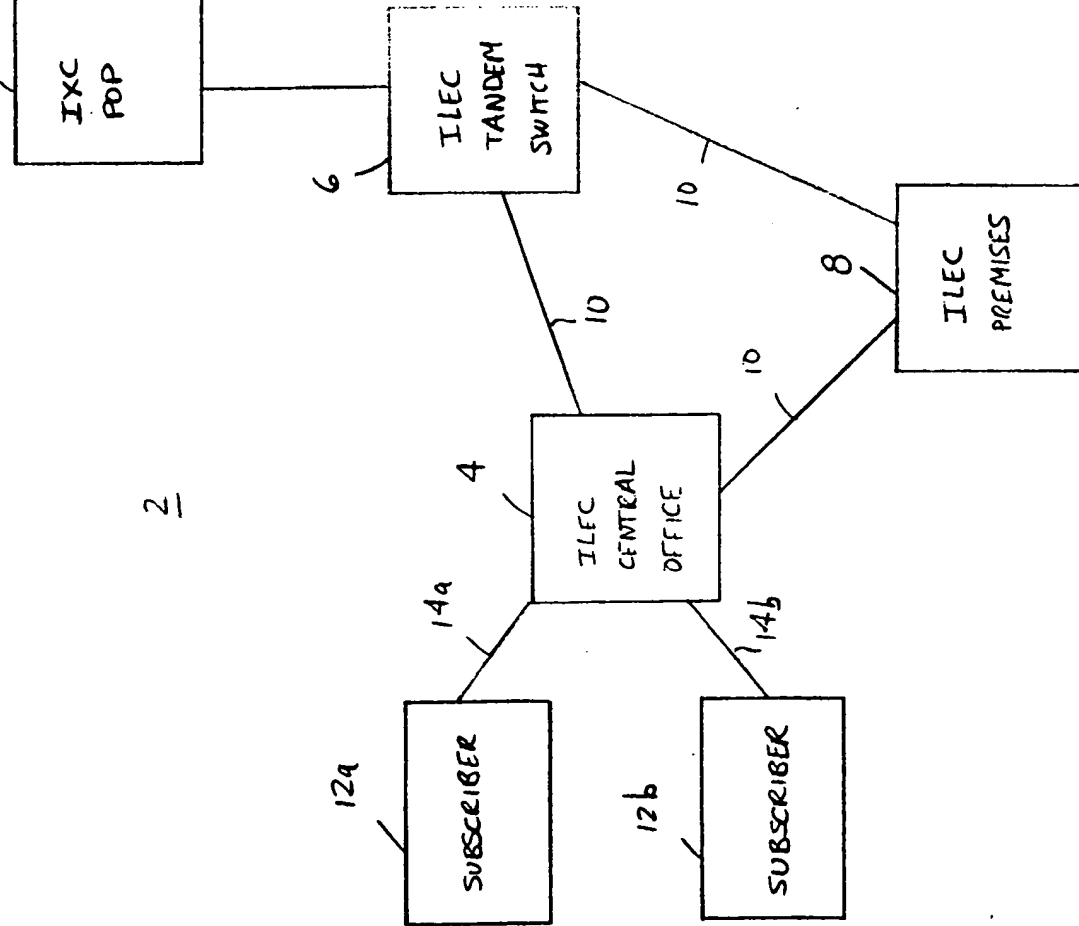 2
IXC
POP
6
ILEC
TANDEM
SWITCH
10
10
10
8
ILEC
PREMISES
4
ILEC
CENTRAL
OFFICE
14a
14b
12a
SUBSCRIBER
12b
SUBSCRIBER